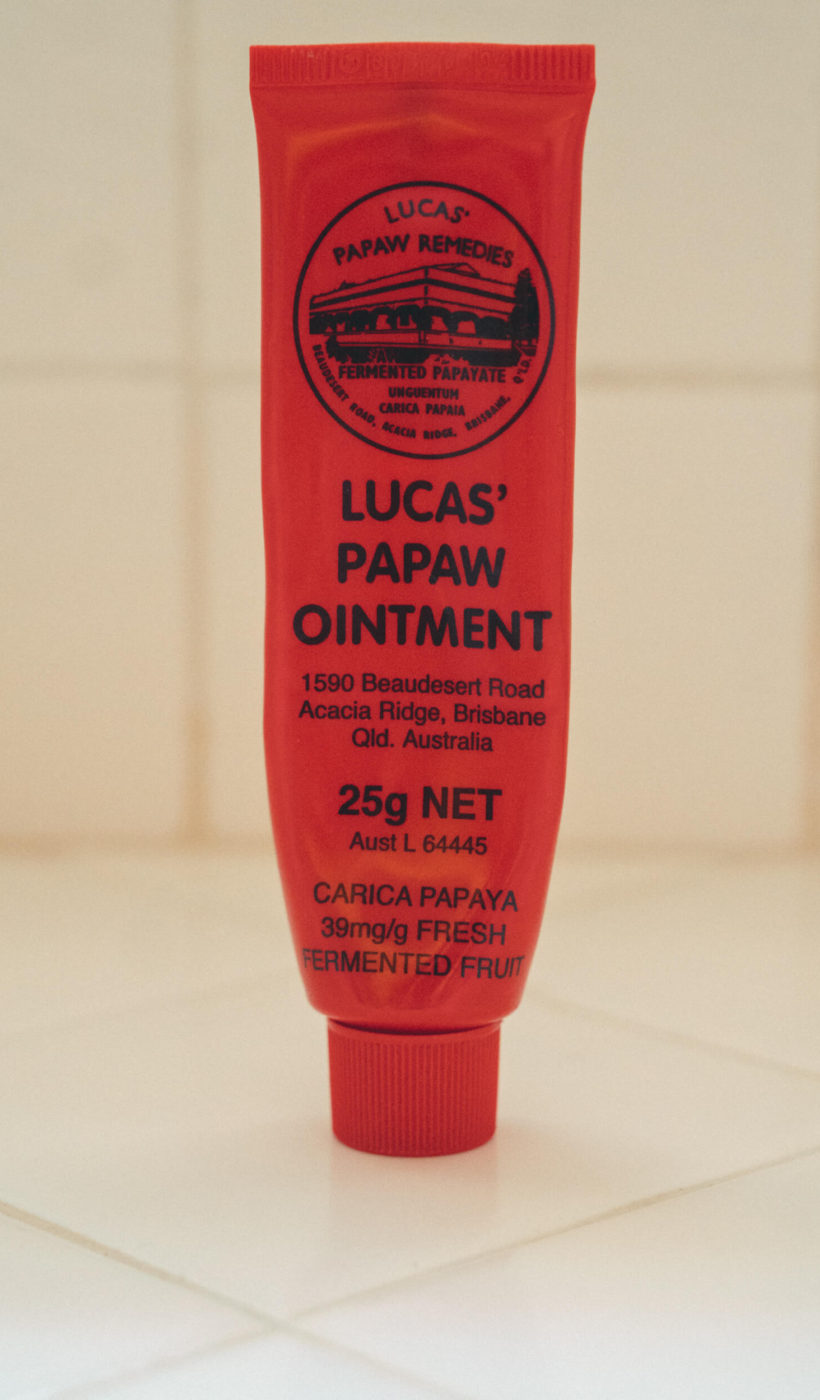 LUCAS'
PAPAW REMEDIES
FERMENTED PAPAYATE
UNGUENTUM
CARICA PAPAIA
BEAUDESERT ROAD, ACACIA RIDGE, BRISBANE, Q'LD.
LUCAS'
PAPAW
OINTMENT
1590 Beaudesert Road
Acacia Ridge, Brisbane
Qld. Australia
25g NET
Aust L 64445
CARICA PAPAYA
39mg/g FRESH
FERMENTED FRUIT